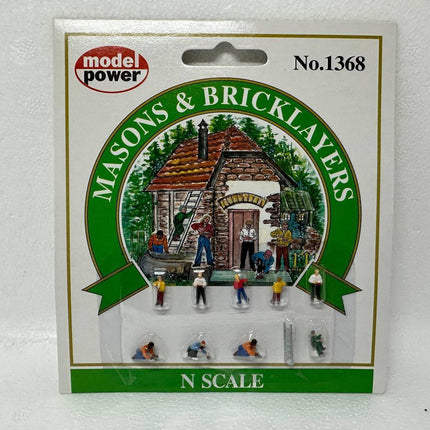 model
power
No.1368
MASONS & BRICKLAYERS
N SCALE